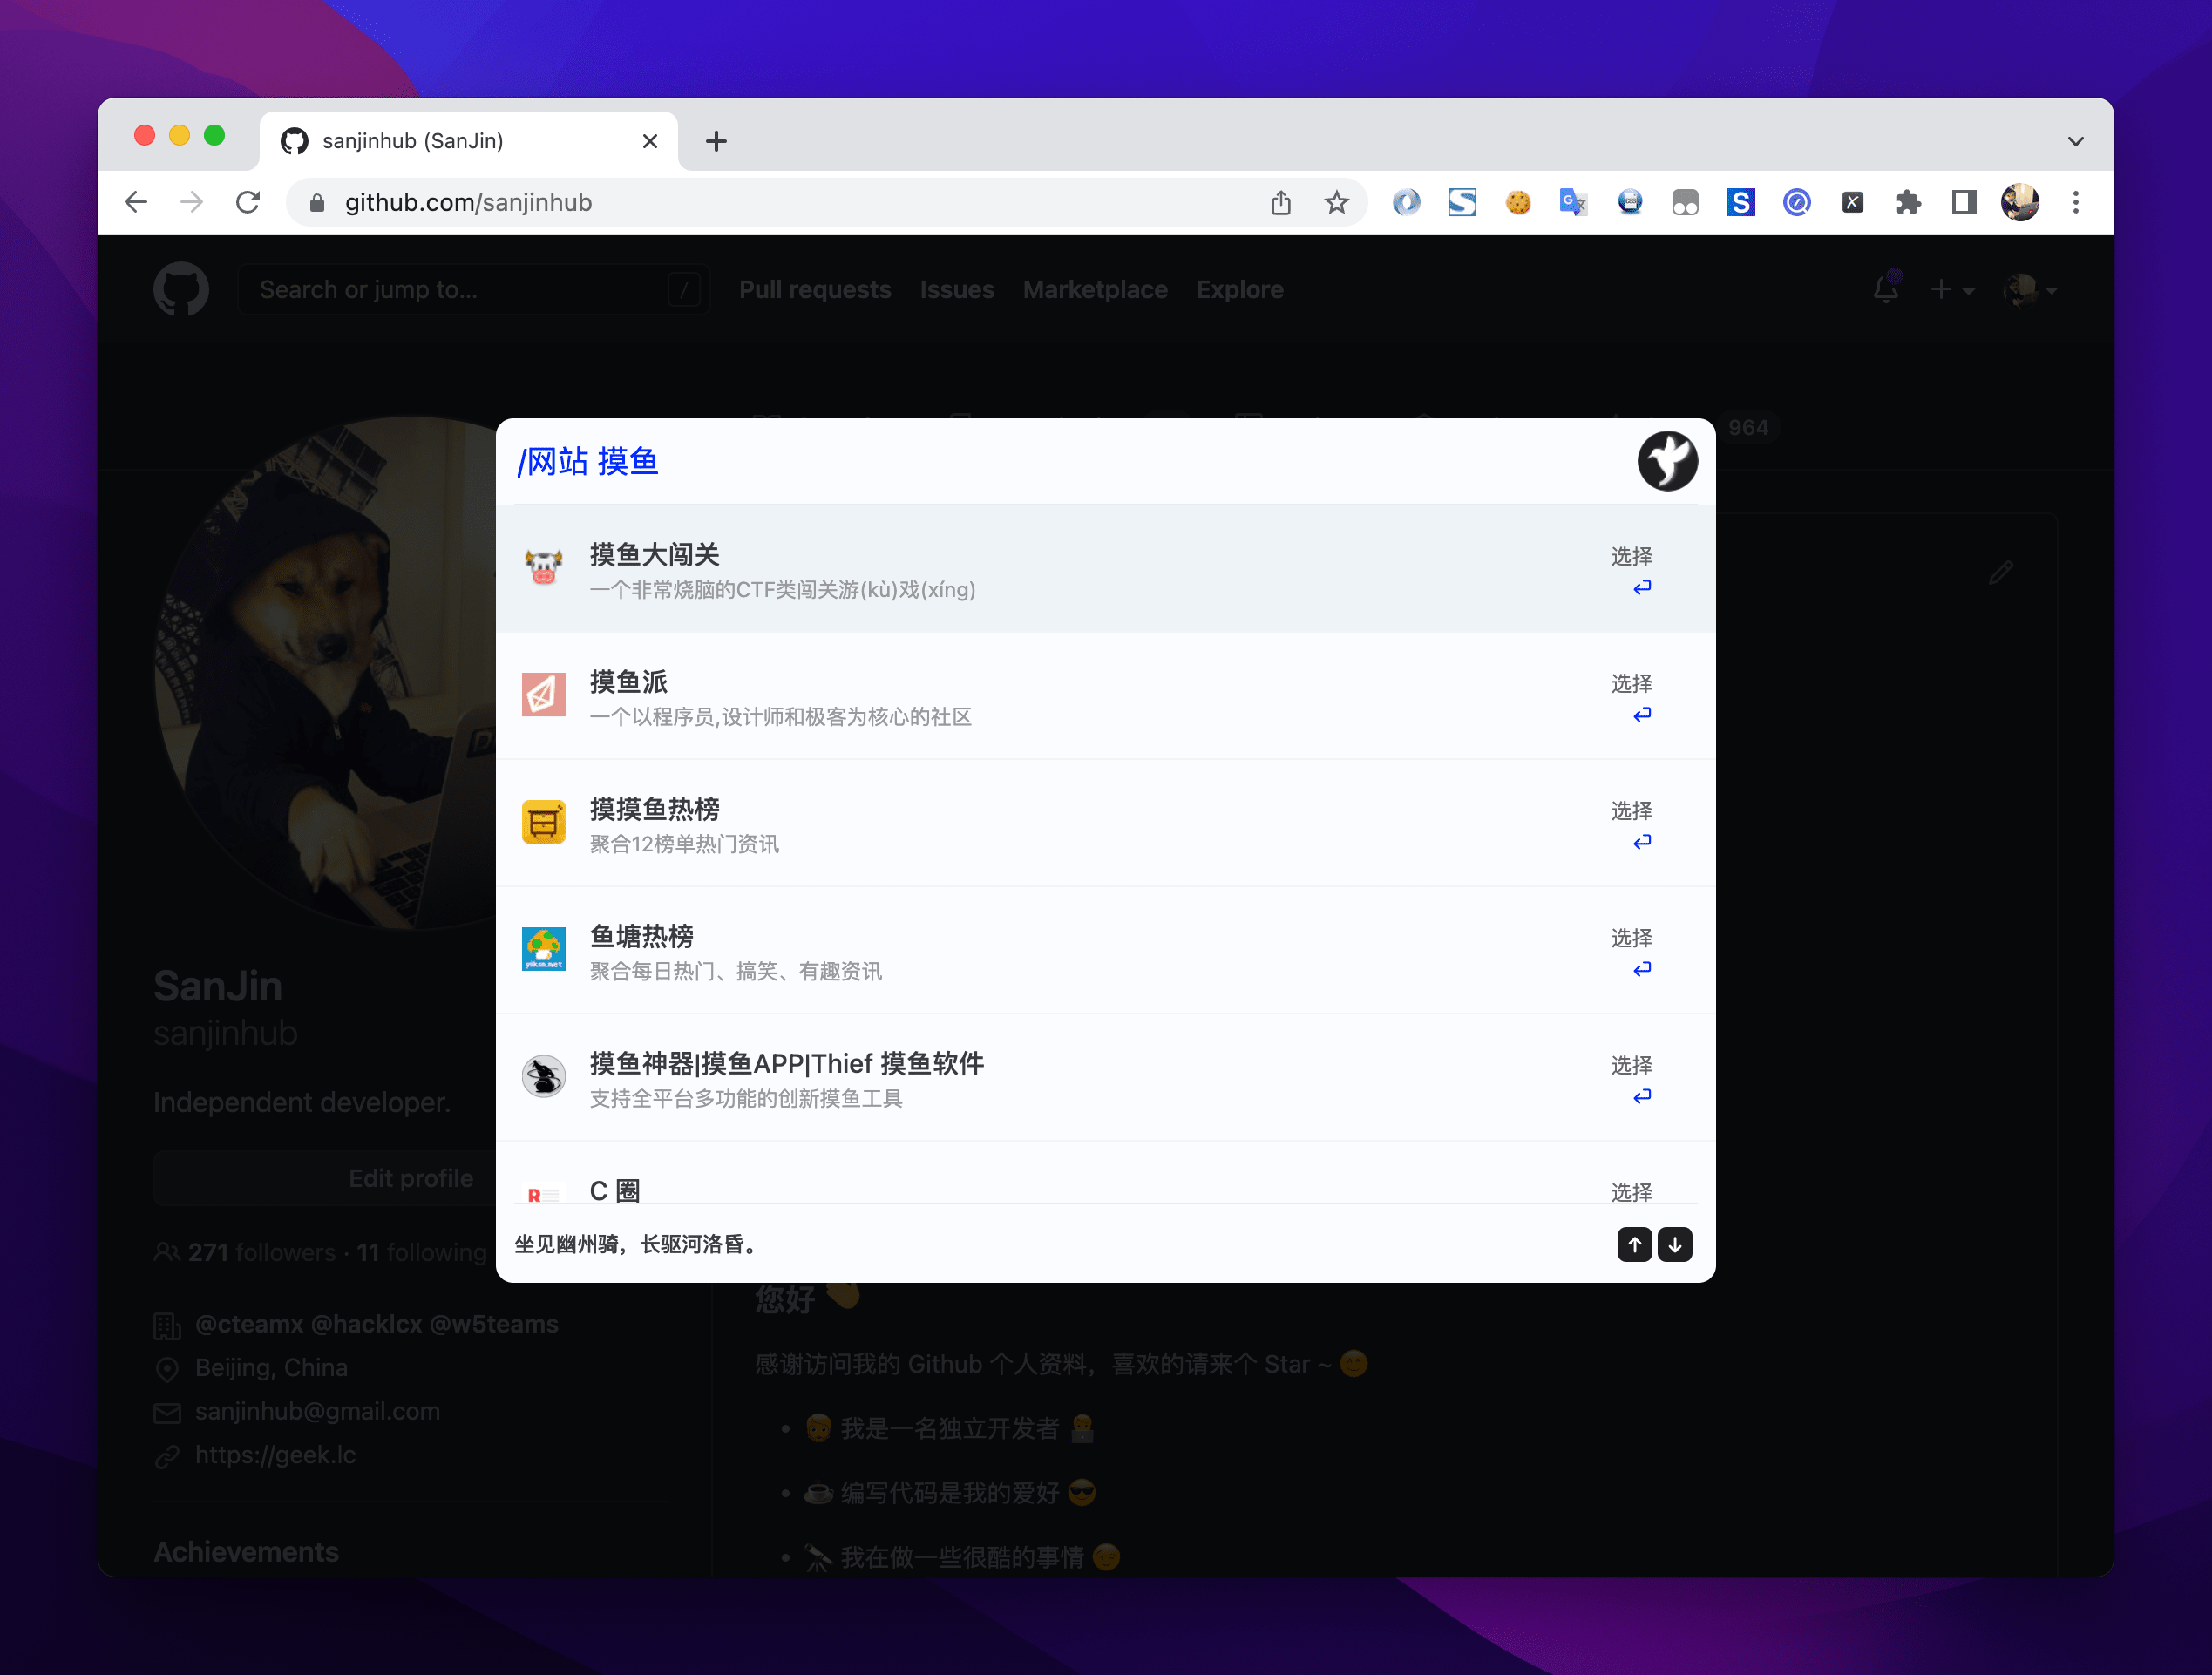 sanjinhub (SanJin)
github.com/sanjinhub
Search or jump to...
/
Pull requests
Issues
Marketplace
Explore
964
/网站 摸鱼
摸鱼大闯关
选择
一个非常烧脑的CTF类闯关游(kù)戏(xíng)
摸鱼派
选择
一个以程序员,设计师和极客为核心的社区
摸摸鱼热榜
选择
聚合12榜单热门资讯
鱼塘热榜
选择
聚合每日热门、搞笑、有趣资讯
摸鱼神器|摸鱼APP|Thief 摸鱼软件
选择
支持全平台多功能的创新摸鱼工具
C 圈
选择
坐见幽州骑，长驱河洛昏。
SanJin
sanjinhub
Independent developer.
Edit profile
271 followers · 11 following
@cteamx @hacklcx @w5teams
Beijing, China
sanjinhub@gmail.com
https://geek.lc
Achievements
您好
感谢访问我的 Github 个人资料，喜欢的请来个 Star ~
我是一名独立开发者
编写代码是我的爱好
我在做一些很酷的事情